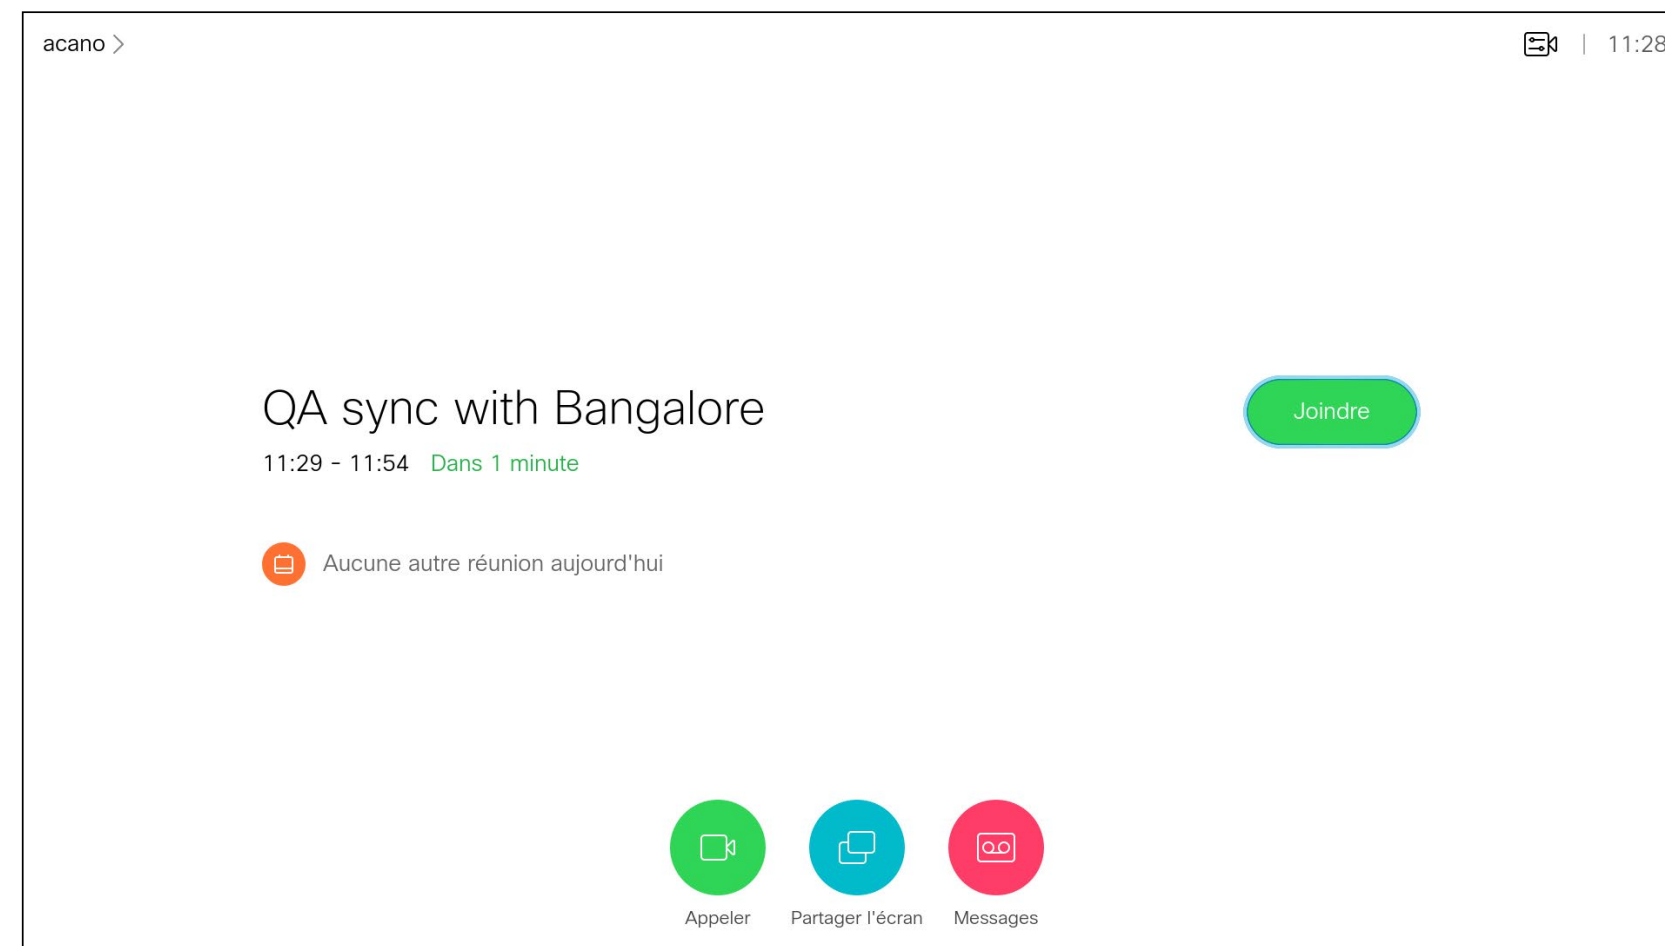 acano
11:28
QA sync with Bangalore
Joindre
11:29 - 11:54 Dans 1 minute
Aucune autre réunion aujourd'hui
Appeler Partager l'écran Messages